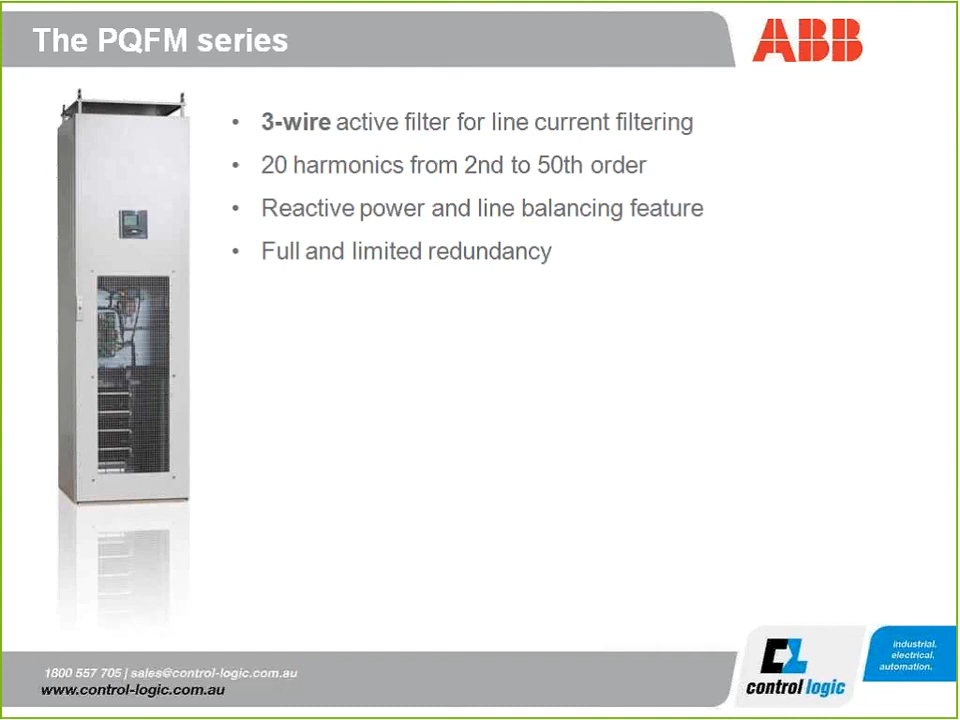 The PQFM series
ABB
• 3-wire active filter for line current filtering
• 20 harmonics from 2nd to 50th order
• Reactive power and line balancing feature
• Full and limited redundancy
1800 557 705 | sales@control-logic.com.au
www.control-logic.com.au
control logic
industrial.
electrical.
automation.